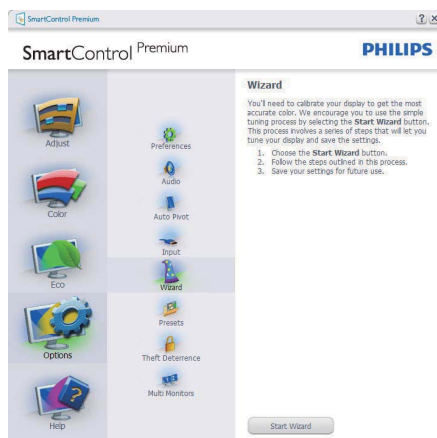 SmartControl Premium
SmartControl Premium
PHILIPS
Adjust
Color
Eco
Options
Help
Preferences
Audio
Auto Pivot
Input
Wizard
Presets
Theft Deterrence
Multi Monitors
Wizard
You'll need to calibrate your display to get the most
accurate color. We encourage you to use the simple
tuning process by selecting the Start Wizard button.
This process involves a series of steps that will let you
tune your display and save the settings.
1. Choose the Start Wizard button.
2. Follow the steps outlined in this process.
3. Save your settings for future use.
Start Wizard